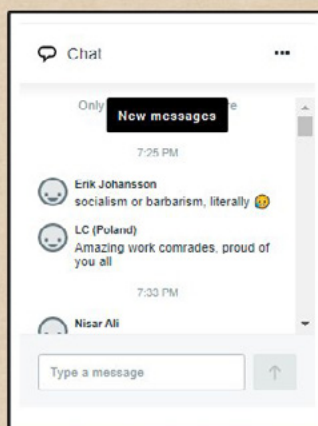 Chat
Only
re
New messages
7:25 PM
Erik Johansson
socialism or barbarism, literally 😥
LC (Poland)
Amazing work comrades, proud of
you all
7:33 PM
Nisar Ali
Type a message